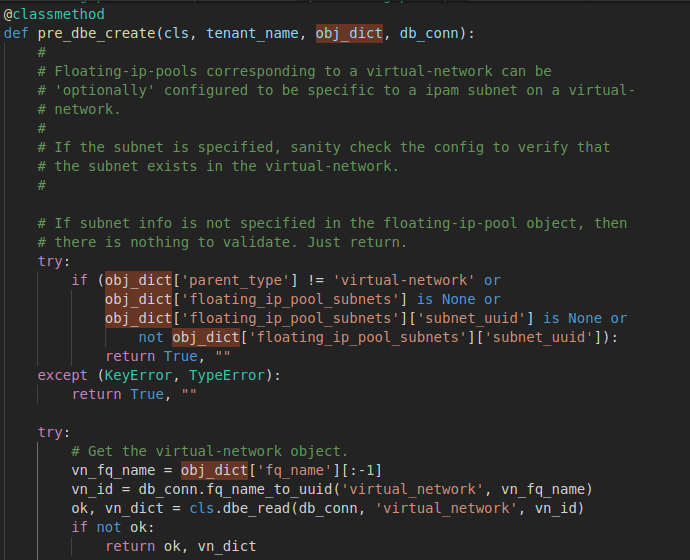 @classmethod
def pre_dbe_create(cls, tenant_name, obj_dict, db_conn):
    #
    # Floating-ip-pools corresponding to a virtual-network can be
    # 'optionally' configured to be specific to a ipam subnet on a virtual-
    # network.
    #
    # If the subnet is specified, sanity check the config to verify that
    # the subnet exists in the virtual-network.
    #

    # If subnet info is not specified in the floating-ip-pool object, then
    # there is nothing to validate. Just return.
    try:
        if (obj_dict['parent_type'] != 'virtual-network' or
            obj_dict['floating_ip_pool_subnets'] is None or
            obj_dict['floating_ip_pool_subnets']['subnet_uuid'] is None or
                not obj_dict['floating_ip_pool_subnets']['subnet_uuid']):
            return True, ""
    except (KeyError, TypeError):
        return True, ""

    try:
        # Get the virtual-network object.
        vn_fq_name = obj_dict['fq_name'][:-1]
        vn_id = db_conn.fq_name_to_uuid('virtual_network', vn_fq_name)
        ok, vn_dict = cls.dbe_read(db_conn, 'virtual_network', vn_id)
        if not ok:
            return ok, vn_dict